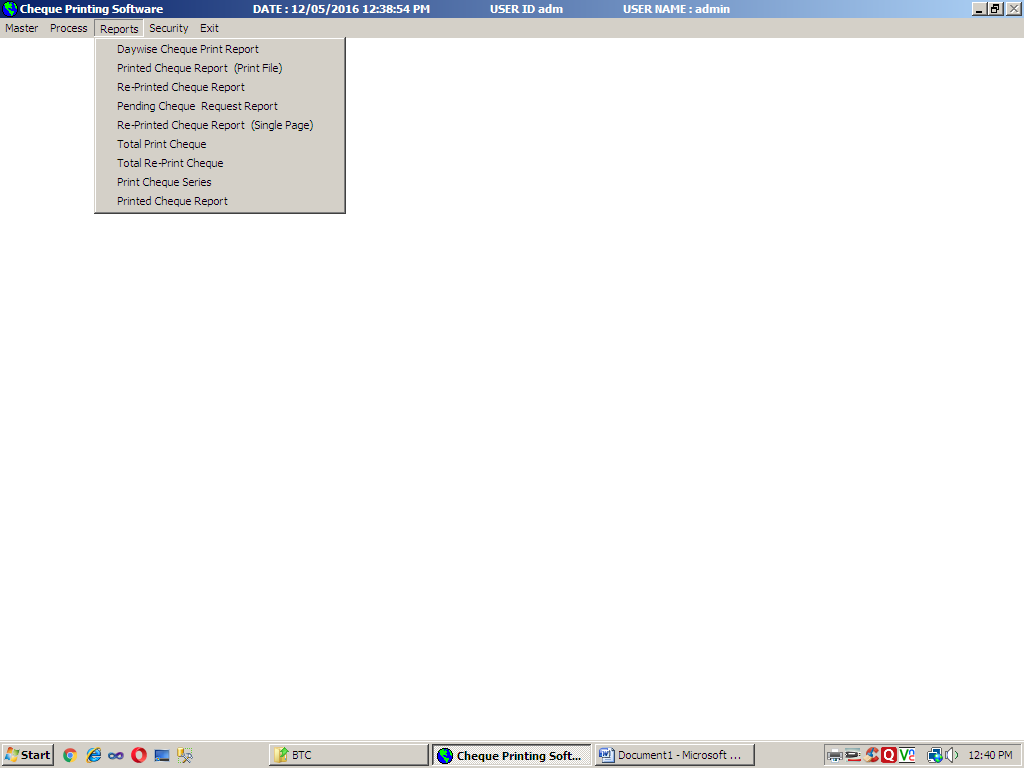 Cheque Printing Software DATE : 12/05/2016 12:38:54 PM USER ID adm USER NAME : admin
Master Process Reports Security Exit
Daywise Cheque Print Report
Printed Cheque Report (Print File)
Re-Printed Cheque Report
Pending Cheque Request Report
Re-Printed Cheque Report (Single Page)
Total Print Cheque
Total Re-Print Cheque
Print Cheque Series
Printed Cheque Report
Start BTC Cheque Printing Soft... Document1 - Microsoft ... 12:40 PM